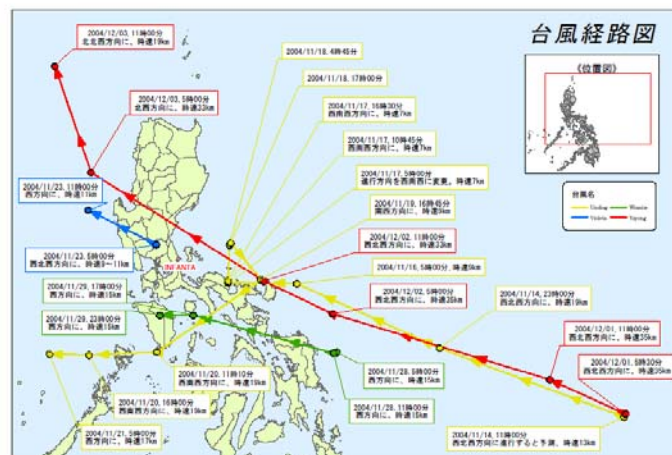 台風経路図
(位置図)
台風名
Unding
Winnie
Violeta
Yoyong
2004/12/03, 11時00分
北北西方向に、時速19km
2004/12/03, 5時00分
北西方向に、時速33km
2004/11/18, 4時45分
2004/11/18, 17時00分
2004/11/17, 16時30分
西南西方向に、時速7km
2004/11/17, 10時45分
西南西方向に、時速7km
2004/11/17, 5時00分
進行方向を西南西に変更。時速7km
2004/11/19, 16時45分
南西方向に、時速9km
2004/12/02, 11時00分
西北西方向に、時速33km
2004/11/16, 5時00分, 時速9km
2004/12/02, 5時00分
西北西方向に、時速35km
2004/11/14, 23時00分
西北西方向に、時速19km
2004/12/01, 11時00分
西北西方向に、時速35km
2004/12/01, 5時30分
西北西方向に、時速35km
2004/11/23, 11時00分
西方向に、時速11km
2004/11/23, 5時00分
西北西方向に、時速9～11km
INFANTA
2004/11/29, 17時00分
西方向に、時速15km
2004/11/29, 23時00分
西方向に、時速15km
2004/11/20, 11時10分
西南西方向に、時速19km
2004/11/20, 16時00分
西南西方向に、時速19km
2004/11/21, 5時00分
西方向に、時速17km
2004/11/28, 5時00分
西方向に、時速15km
2004/11/28, 11時00分
西方向に、時速15km
2004/11/14, 11時00分
西北西方向に進行すると予測、時速13km